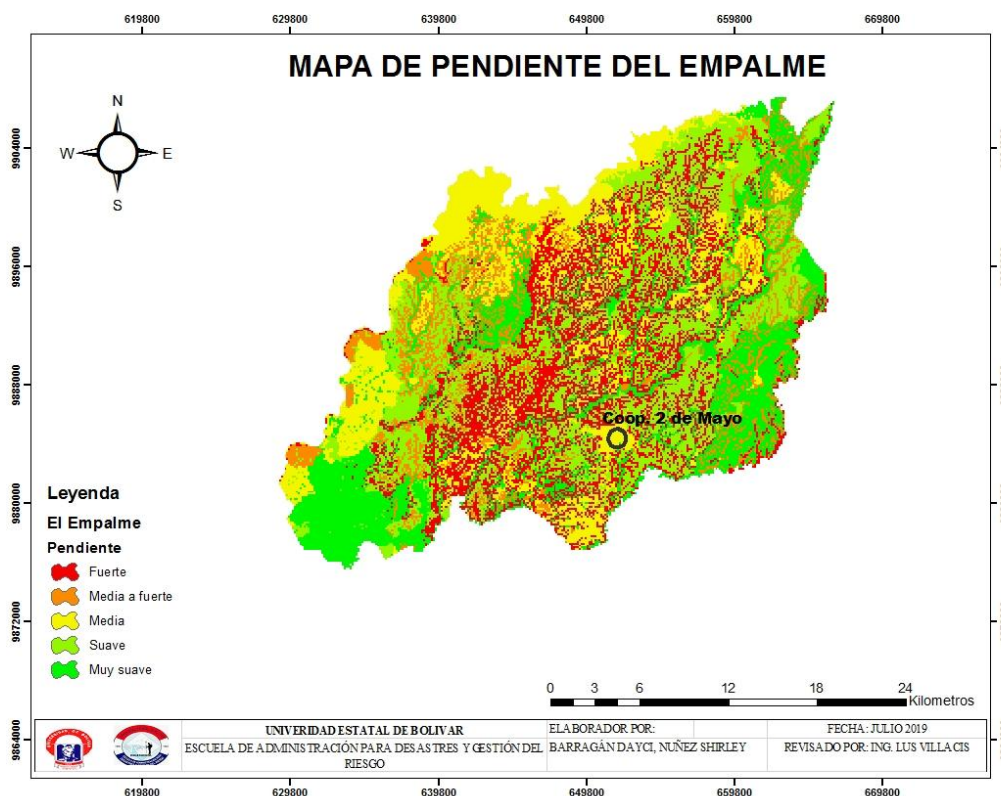 619800 629800 639800 649800 659800 669800
MAPA DE PENDIENTE DEL EMPALME
N
W E
S
9904000
9896000
9888000
9880000
9872000
9864000
Coop. 2 de Mayo
Leyenda
El Empalme
Pendiente
Fuerte
Media a fuerte
Media
Suave
Muy suave
0 3 6 12 18 24
Kilometros
UNIVERIDAD ESTATAL DE BOLIVAR
ESCUELA DE ADMINISTRACIÓN PARA DESASTRES Y GESTIÓN DEL
RIESGO
ELABORADOR POR:
BARRAGÁN DAYCI, NUÑEZ SHIRLEY
FECHA: JULIO 2019
REVISADO POR: ING. LUS VILLACIS
619800 629800 639800 649800 659800 669800